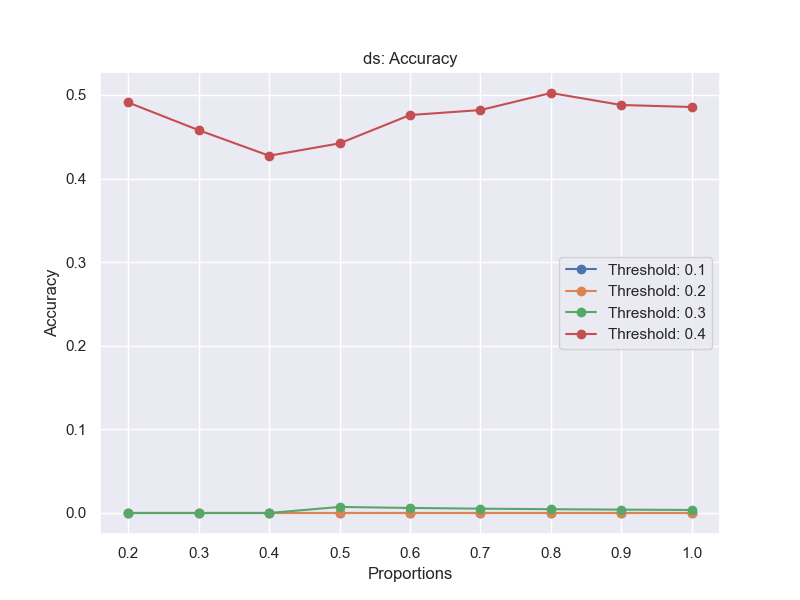 ds: Accuracy
Accuracy
0.5
0.4
0.3
0.2
0.1
0.0
Threshold: 0.1
Threshold: 0.2
Threshold: 0.3
Threshold: 0.4
0.2 0.3 0.4 0.5 0.6 0.7 0.8 0.9 1.0
Proportions